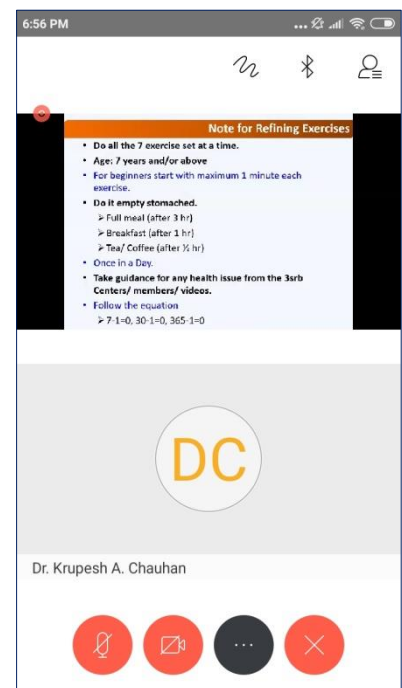 6:56 PM
Note for Refining Exercises
• Do all the 7 exercise set at a time.
• Age: 7 years and/or above
• For beginners start with maximum 1 minute each
exercise.
• Do it empty stomached.
➢ Full meal (after 3 hr)
➢ Breakfast (after 1 hr)
➢ Tea/ Coffee (after ½ hr)
• Once in a Day.
• Take guidance for any health issue from the 3srb
Centers/ members/ videos.
• Follow the equation
➢ 7-1=0, 30-1=0, 365-1=0
DC
Dr. Krupesh A. Chauhan